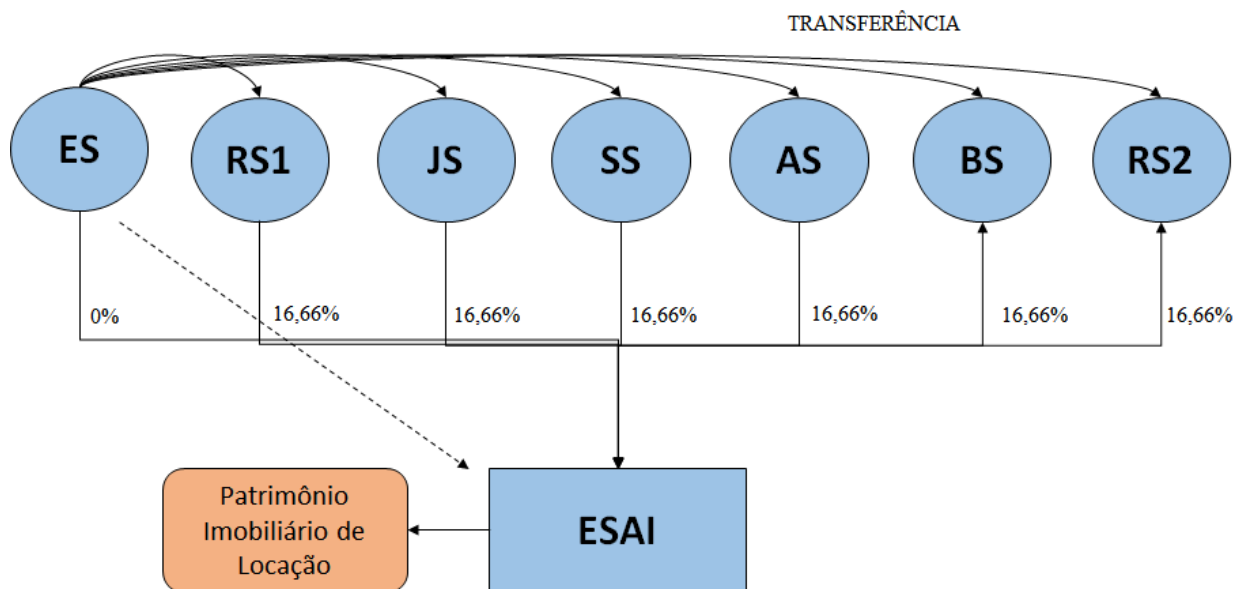 TRANSFERÊNCIA
ES
RS1
JS
SS
AS
BS
RS2
0%
16,66%
16,66%
16,66%
16,66%
16,66%
16,66%
Patrimônio
Imobiliário de
Locação
ESAI